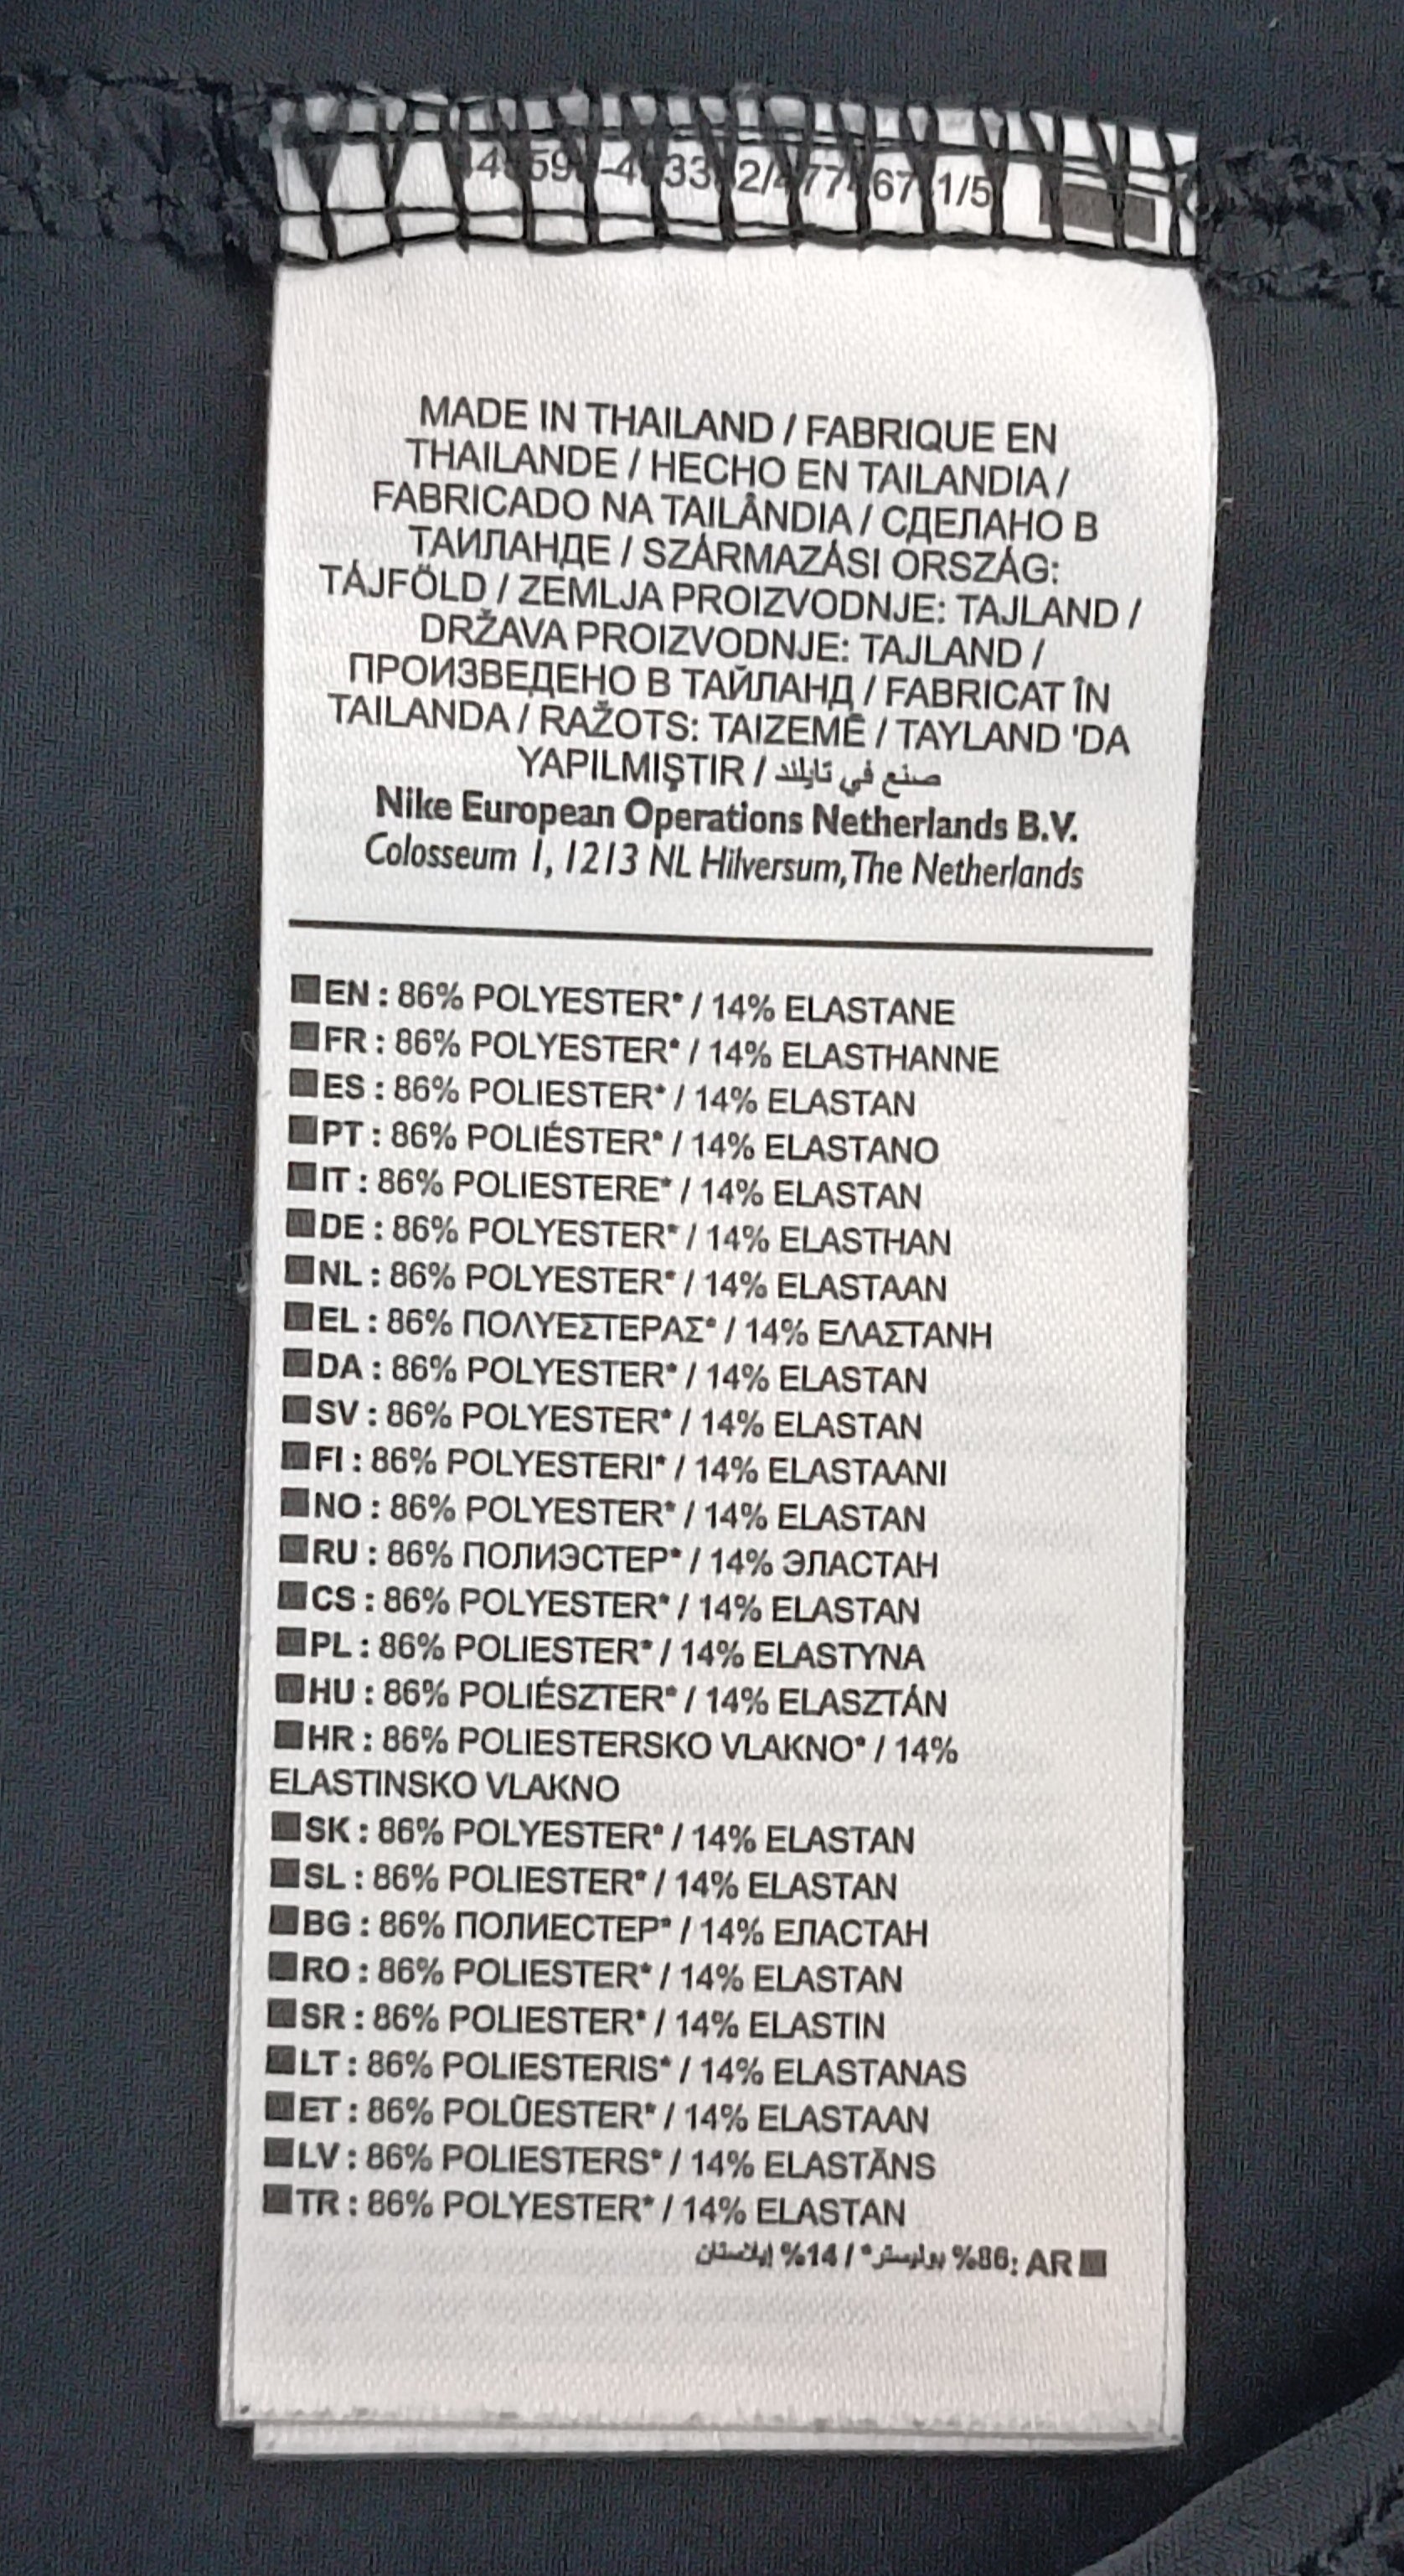 1/5
MADE IN THAILAND / FABRIQUE EN
THAILANDE / HECHO EN TAILANDIA /
FABRICADO NA TAILÂNDIA / СДЕЛАНО В
ТАИЛАНДЕ / SZÁRMAZÁSI ORSZÁG:
TÁJFÖLD / ZEMLJA PROIZVODNJE: TAJLAND /
DRŽAVA PROIZVODNJE: TAJLAND /
ПРОИЗВЕДЕНО В ТАЙЛАНД / FABRICAT ÎN
TAILANDA / RAŽOTS: TAIZEMĒ / TAYLAND 'DA
YAPILMIŞTIR / صنع في تايلند
Nike European Operations Netherlands B.V.
Colosseum 1, 1213 NL Hilversum, The Netherlands
■EN : 86% POLYESTER* / 14% ELASTANE
■FR : 86% POLYESTER* / 14% ELASTHANNE
■ES : 86% POLIESTER* / 14% ELASTAN
■PT : 86% POLIÉSTER* / 14% ELASTANO
■IT : 86% POLIESTERE* / 14% ELASTAN
■DE : 86% POLYESTER* / 14% ELASTHAN
■NL : 86% POLYESTER* / 14% ELASTAAN
■EL : 86% ΠΟΛΥΕΣΤΕΡΑΣ* / 14% ΕΛΑΣΤΑΝΗ
■DA : 86% POLYESTER* / 14% ELASTAN
■SV : 86% POLYESTER* / 14% ELASTAN
■FI : 86% POLYESTERI* / 14% ELASTAANI
■NO : 86% POLYESTER* / 14% ELASTAN
■RU : 86% ПОЛИЭСТЕР* / 14% ЭЛАСТАН
■CS : 86% POLYESTER* / 14% ELASTAN
■PL : 86% POLIESTER* / 14% ELASTYNA
■HU : 86% POLIÉSZTER* / 14% ELASZTÁN
■HR : 86% POLIESTERSKO VLAKNO* / 14%
ELASTINSKO VLAKNO
■SK : 86% POLYESTER* / 14% ELASTAN
■SL : 86% POLIESTER* / 14% ELASTAN
■BG : 86% ПОЛИЕСТЕР* / 14% ЕЛАСТАН
■RO : 86% POLIESTER* / 14% ELASTAN
■SR : 86% POLIESTER* / 14% ELASTIN
■LT : 86% POLIESTERIS* / 14% ELASTANAS
■ET : 86% POLÜESTER* / 14% ELASTAAN
■LV : 86% POLIESTERS* / 14% ELASTĀNS
■TR : 86% POLYESTER* / 14% ELASTAN
■AR :86% بوليستر* / 14% إيلاستان